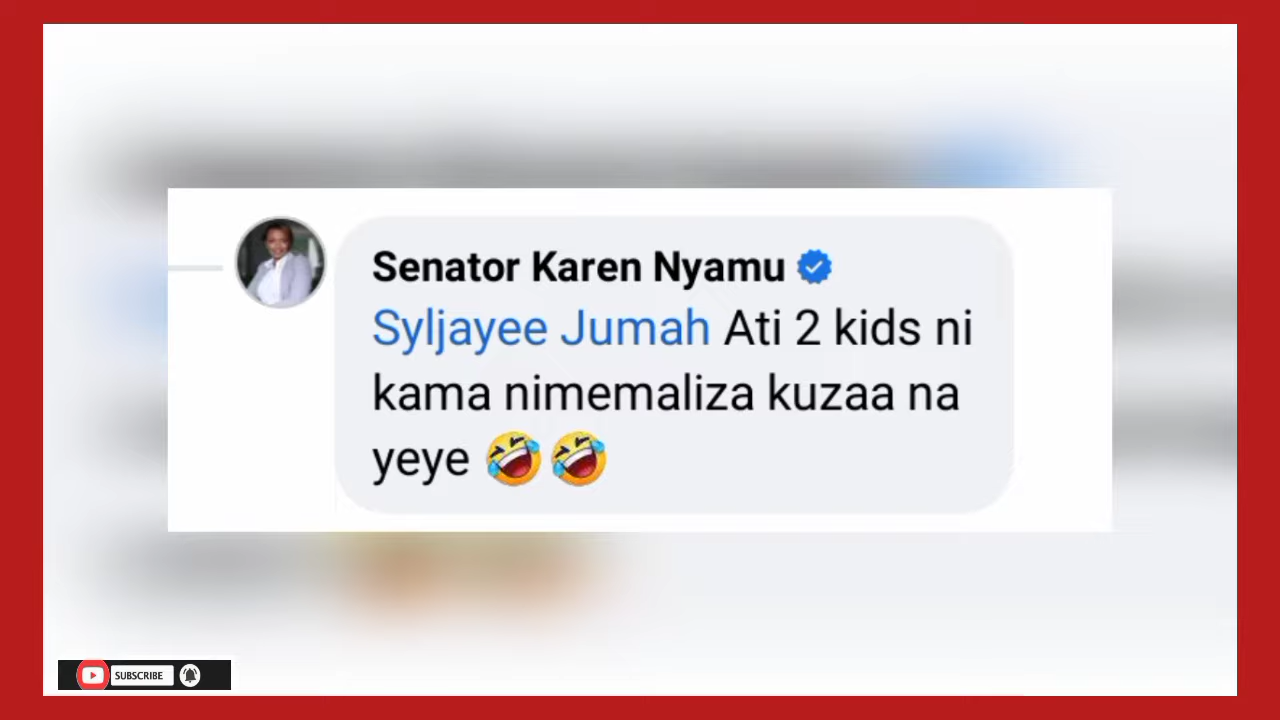 Senator Karen Nyamu
Syljayee Jumah Ati 2 kids ni
kama nimemaliza kuzaa na
yeye 🤣🤣
SUBSCRIBE